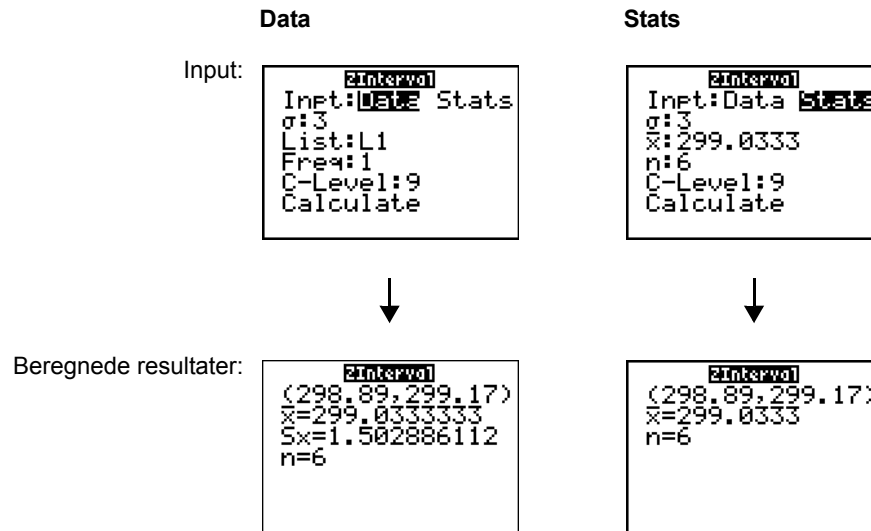 Data
Stats
Input:
ZInterval
Inpt:Data Stats
σ:3
List:L1
Freq:1
C-Level:9
Calculate
ZInterval
Inpt:Data Stats
σ:3
x̅:299.0333
n:6
C-Level:9
Calculate
Beregnede resultater:
ZInterval
(298.89,299.17)
x̅=299.0333333
Sx=1.502886112
n=6
ZInterval
(298.89,299.17)
x̅=299.0333
n=6